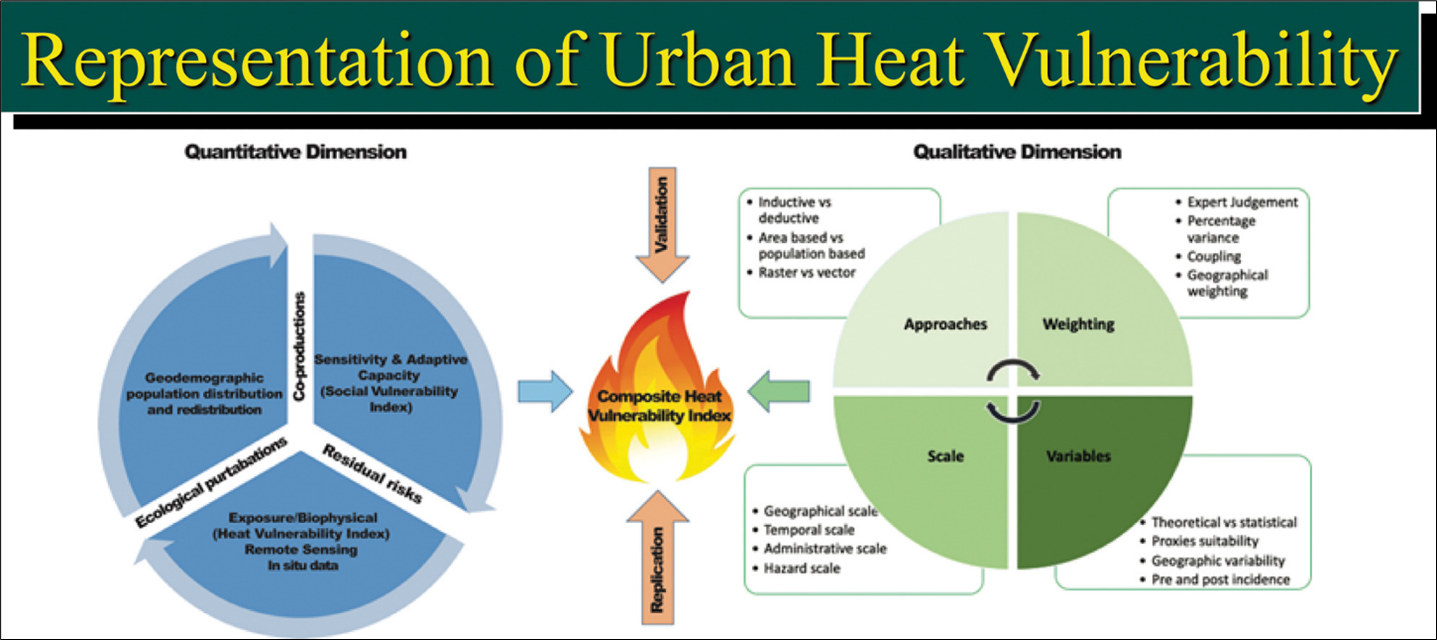 Representation of Urban Heat Vulnerability
Quantitative Dimension
Co-productions
Geodemographic
population distribution
and redistribution
Sensitivity & Adaptive
Capacity
(Social Vulnerability
Index)
Ecological purtabations
Residual risks
Exposure/Biophysical
(Heat Vulnerability Index)
Remote Sensing
In situ data
Validation
Composite Heat
Vulnerability Index
Replication
Qualitative Dimension
• Inductive vs
deductive
• Area based vs
population based
• Raster vs vector
• Expert Judgement
• Percentage
variance
• Coupling
• Geographical
weighting
Approaches
Weighting
Scale
Variables
• Geographical scale
• Temporal scale
• Administrative scale
• Hazard scale
• Theoretical vs statistical
• Proxies suitability
• Geographic variability
• Pre and post incidence